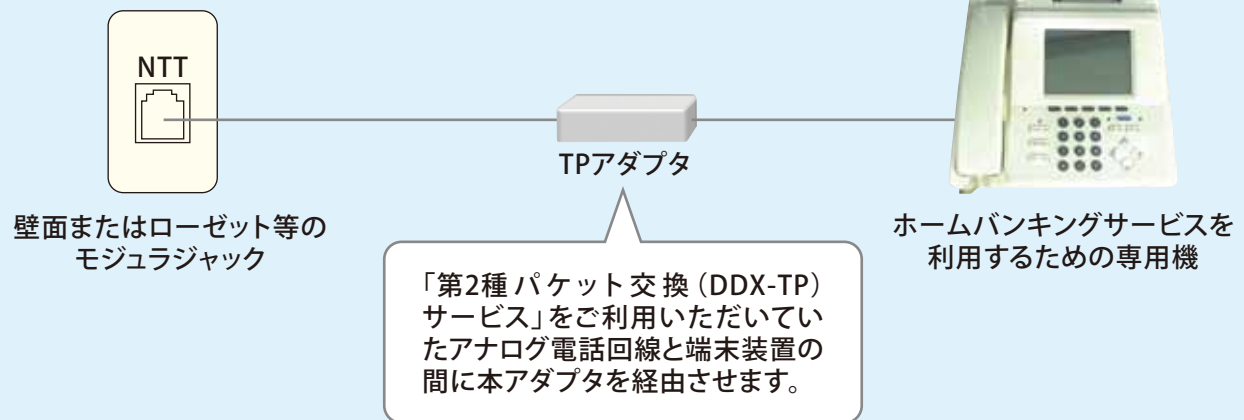 NTT
TPアダプタ
壁面またはローゼット等の
モジュラジャック
ホームバンキングサービスを
利用するための専用機
「第2種パケット交換（DDX-TP）
サービス」をご利用いただいてい
たアナログ電話回線と端末装置の
間に本アダプタを経由させます。